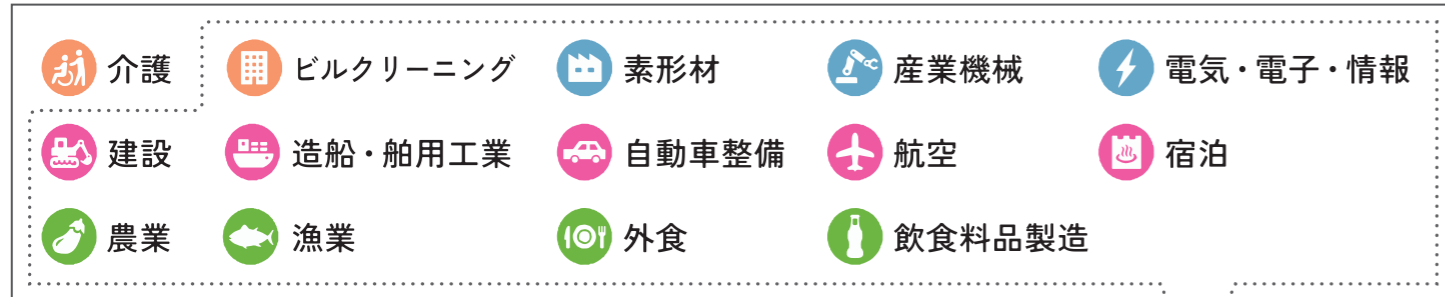 介護 ビルクリーニング 素形材 産業機械 電気・電子・情報
建設 造船・舶用工業 自動車整備 航空 宿泊
農業 漁業 外食 飲食料品製造